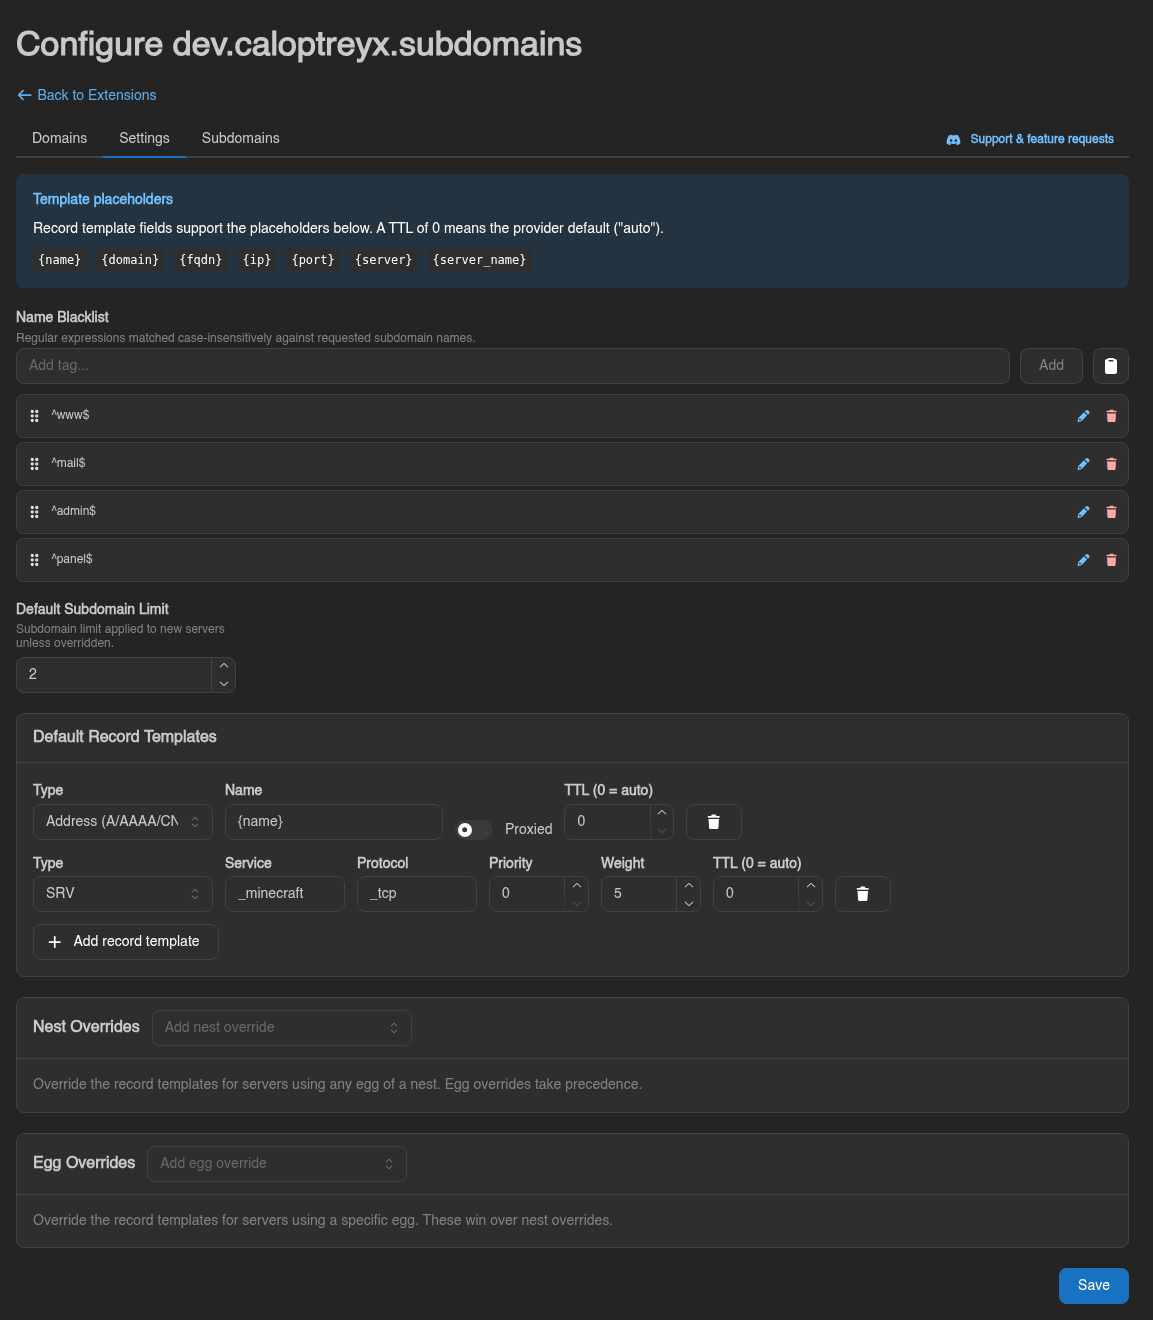 Configure dev.caloptreyx.subdomains
Back to Extensions
Domains Settings Subdomains Support & feature requests
Template placeholders
Record template fields support the placeholders below. A TTL of 0 means the provider default ("auto").
{name} {domain} {fqdn} {ip} {port} {server} {server_name}
Name Blacklist
Regular expressions matched case-insensitively against requested subdomain names.
Add tag... Add
^www$
^mail$
^admin$
^panel$
Default Subdomain Limit
Subdomain limit applied to new servers
unless overridden.
2
Default Record Templates
Type Name TTL (0 = auto)
Address (A/AAAA/CN {name} Proxied 0
Type Service Protocol Priority Weight TTL (0 = auto)
SRV _minecraft _tcp 0 5 0
Add record template
Nest Overrides Add nest override
Override the record templates for servers using any egg of a nest. Egg overrides take precedence.
Egg Overrides Add egg override
Override the record templates for servers using a specific egg. These win over nest overrides.
Save